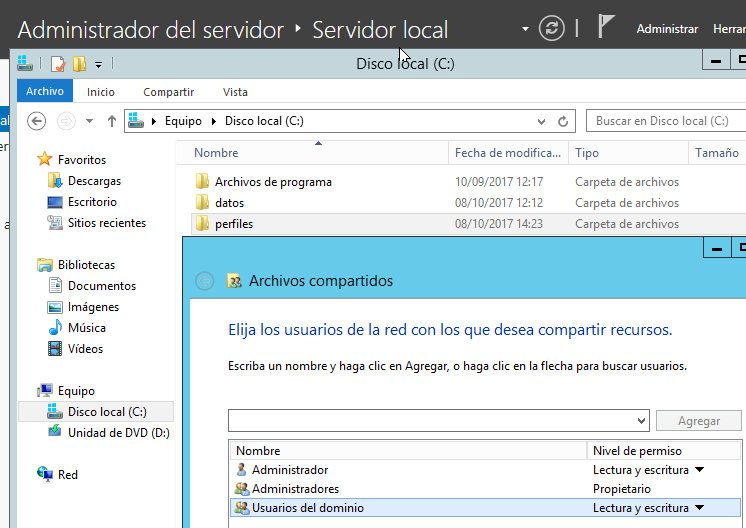 Administrador del servidor ‣ Servidor local
Administrar
Disco local (C:)
Archivo Inicio Compartir Vista
Equipo ▸ Disco local (C:)
Buscar en Disco local (C:)
Nombre Fecha de modifica... Tipo Tamaño
Favoritos
Descargas
Escritorio
Sitios recientes
Archivos de programa 10/09/2017 12:17 Carpeta de archivos
datos 08/10/2017 12:12 Carpeta de archivos
perfiles 08/10/2017 14:23 Carpeta de archivos
Bibliotecas
Documentos
Imágenes
Música
Vídeos
Equipo
Disco local (C:)
Unidad de DVD (D:)
Red
Archivos compartidos
Elija los usuarios de la red con los que desea compartir recursos.
Escriba un nombre y haga clic en Agregar, o haga clic en la flecha para buscar usuarios.
Agregar
Nombre Nivel de permiso
Administrador Lectura y escritura ▼
Administradores Propietario
Usuarios del dominio Lectura y escritura ▼